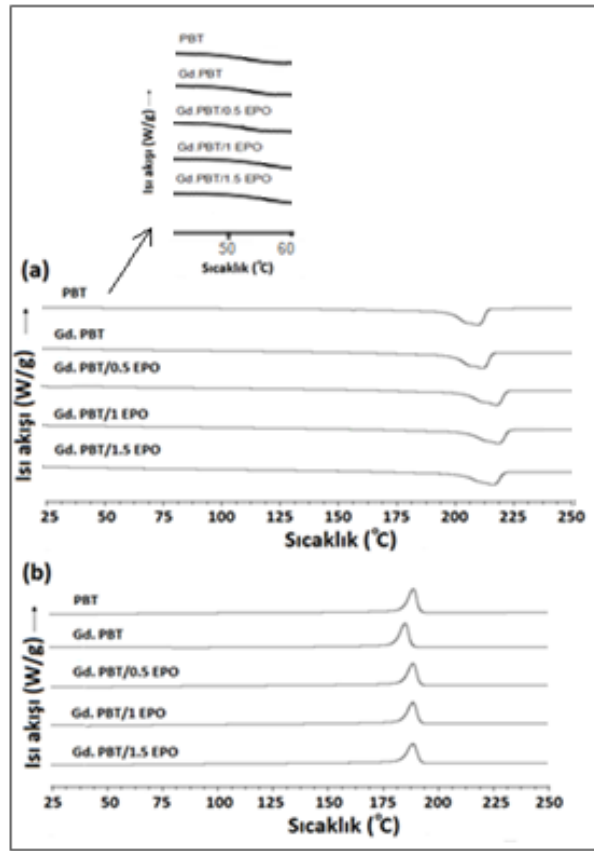 PBT
Gd.PBT
Gd.PBT/0.5 EPO
Gd.PBT/1 EPO
Gd.PBT/1.5 EPO
Isı akışı (W/g)
50 60
Sıcaklık (°C)
(a)
PBT
Gd. PBT
Gd. PBT/0.5 EPO
Gd. PBT/1 EPO
Gd. PBT/1.5 EPO
Isı akışı (W/g)
25 50 75 100 125 150 175 200 225 250
Sıcaklık (°C)
(b)
PBT
Gd. PBT
Gd. PBT/0.5 EPO
Gd. PBT/1 EPO
Gd. PBT/1.5 EPO
Isı akışı (W/g)
25 50 75 100 125 150 175 200 225 250
Sıcaklık (°C)